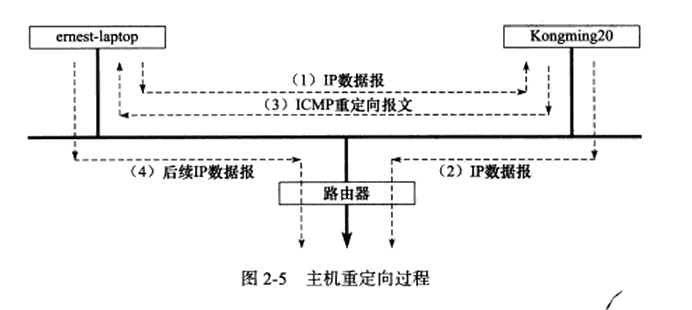 ernest-laptop
Kongming20
（1）IP数据报
（3）ICMP重定向报文
（4）后续IP数据报
（2）IP数据报
路由器
图 2-5 主机重定向过程